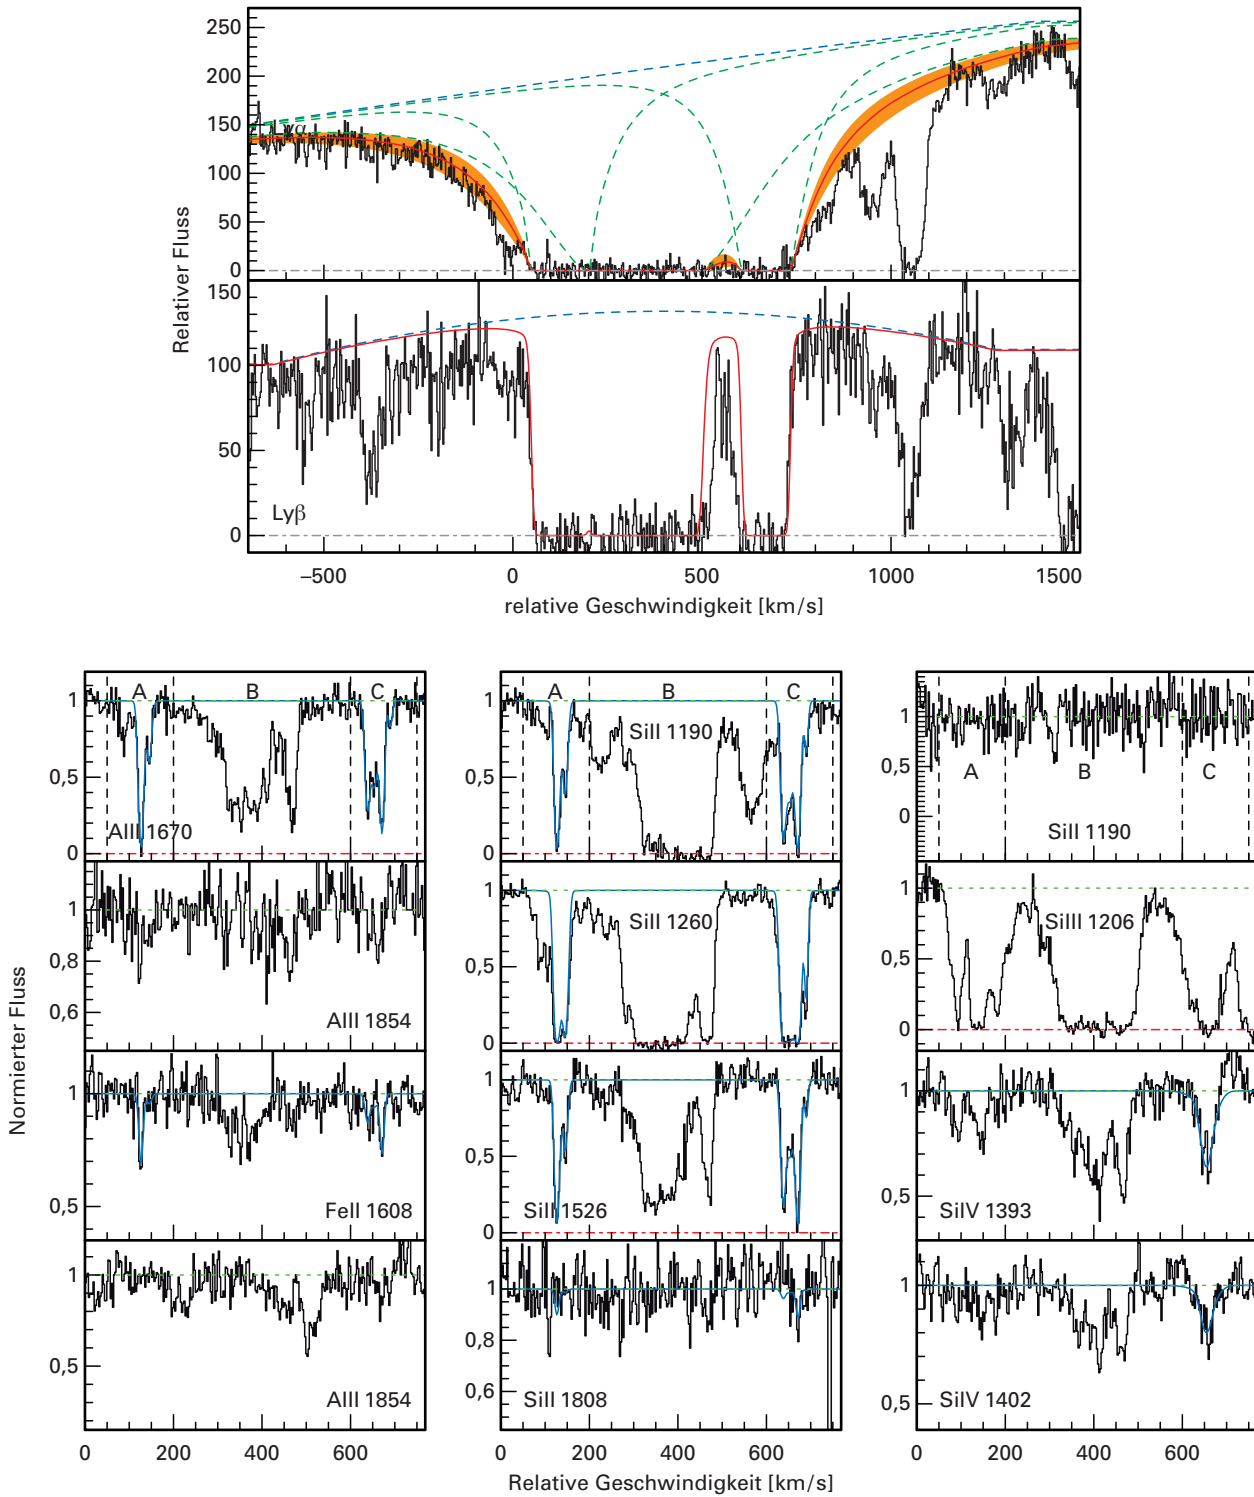 250
200
150
100
50
0
Relativer Fluss
150
100
50
0
Lyβ
–500 0 500 1000 1500
relative Geschwindigkeit [km/s]
A B C
1
0,5
0
AlII 1670
1
0,8
0,6
AlII 1854
1
0,5
FeII 1608
1
0,5
AlII 1854
0 200 400 600
Normierter Fluss
A B C
1
SiII 1190
0,5
0
1
SiII 1260
0,5
0
1
0,5
SiII 1526
0
1
0,8
0,6
SiII 1808
0 200 400 600
1
0,5
A B C
0
SiII 1190
1
SiIII 1206
0,5
0
1
0,5
SiIV 1393
1
0,5
SiIV 1402
0 200 400 600
Relative Geschwindigkeit [km/s]